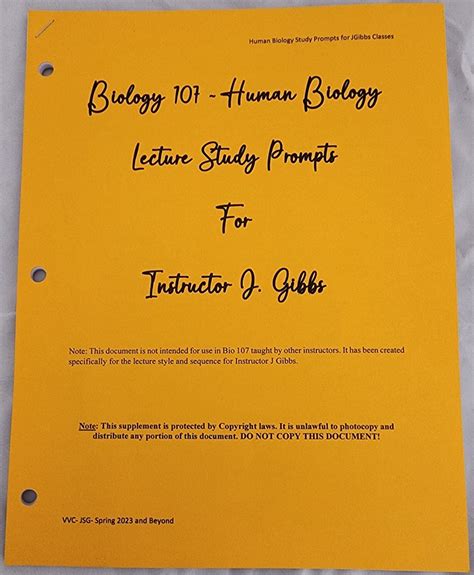 Human Biology Study Prompts for JGibbs Classes
Biology 107 - Human Biology
Lecture Study Prompts
For
Instructor J. Gibbs
Note: This document is not intended for use in Bio 107 taught by other instructors. It has been created
specifically for the lecture style and sequence for Instructor J Gibbs.
Note: This supplement is protected by Copyright laws. It is unlawful to photocopy and
distribute any portion of this document. DO NOT COPY THIS DOCUMENT!
VVC- JSG- Spring 2023 and Beyond